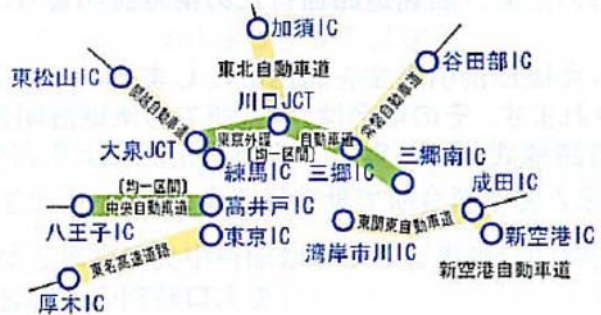 加須IC
東北自動車道
谷田部IC
東松山IC
関越自動車道
川口JCT
常磐自動車道
大泉JCT
東京外環自動車道
(均一区間)
練馬IC
三郷IC
三郷南IC
(均一区間)
中央自動車道
八王子IC
高井戸IC
成田IC
東関東自動車道
湾岸市川IC
新空港IC
新空港自動車道
東京IC
東名高速道路
厚木IC